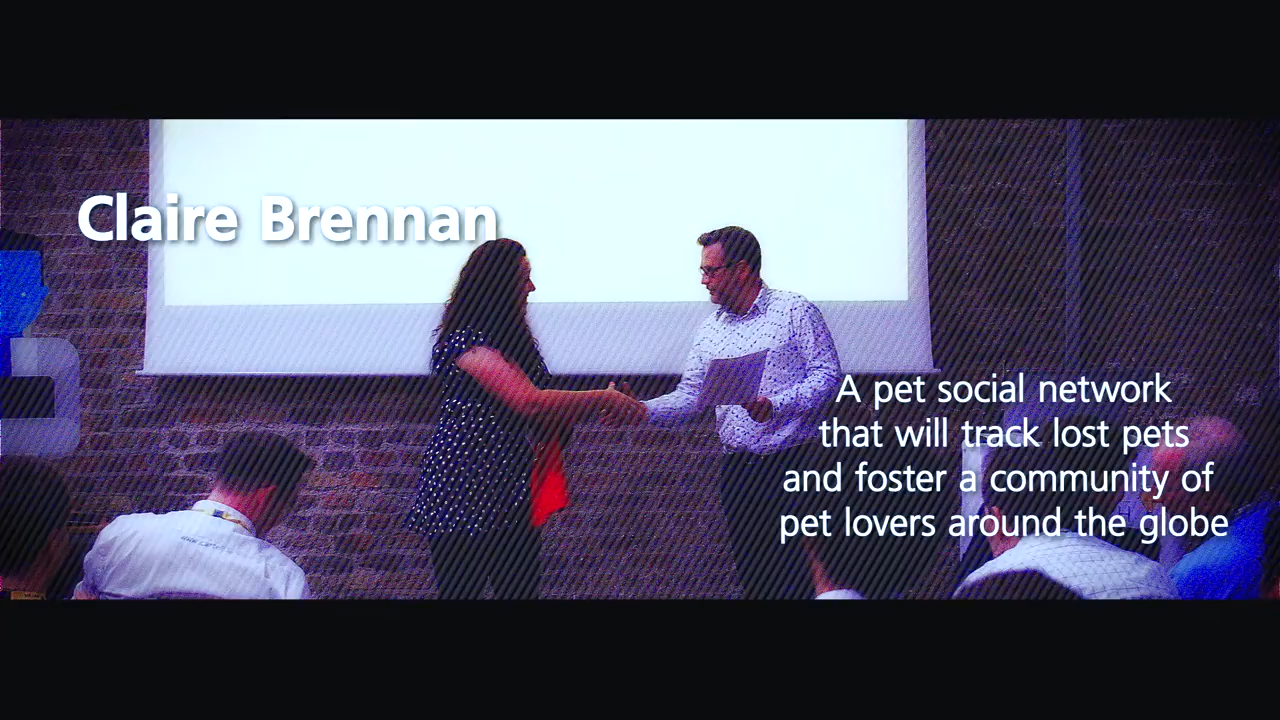 Claire Brennan
A pet social network
that will track lost pets
and foster a community of
pet lovers around the globe